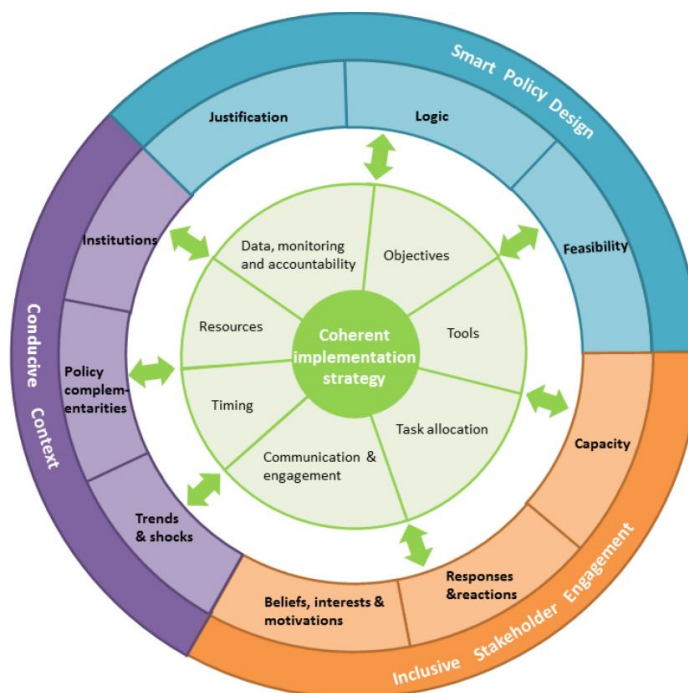 Smart Policy Design
Justification
Logic
Feasibility
Institutions
Data, monitoring
and accountability
Objectives
Resources
Tools
Coherent
implementation
strategy
Conducive Context
Policy
complem-
entarities
Timing
Task allocation
Capacity
Communication &
engagement
Trends
& shocks
Responses
&reactions
Beliefs, interests &
motivations
Inclusive Stakeholder Engagement